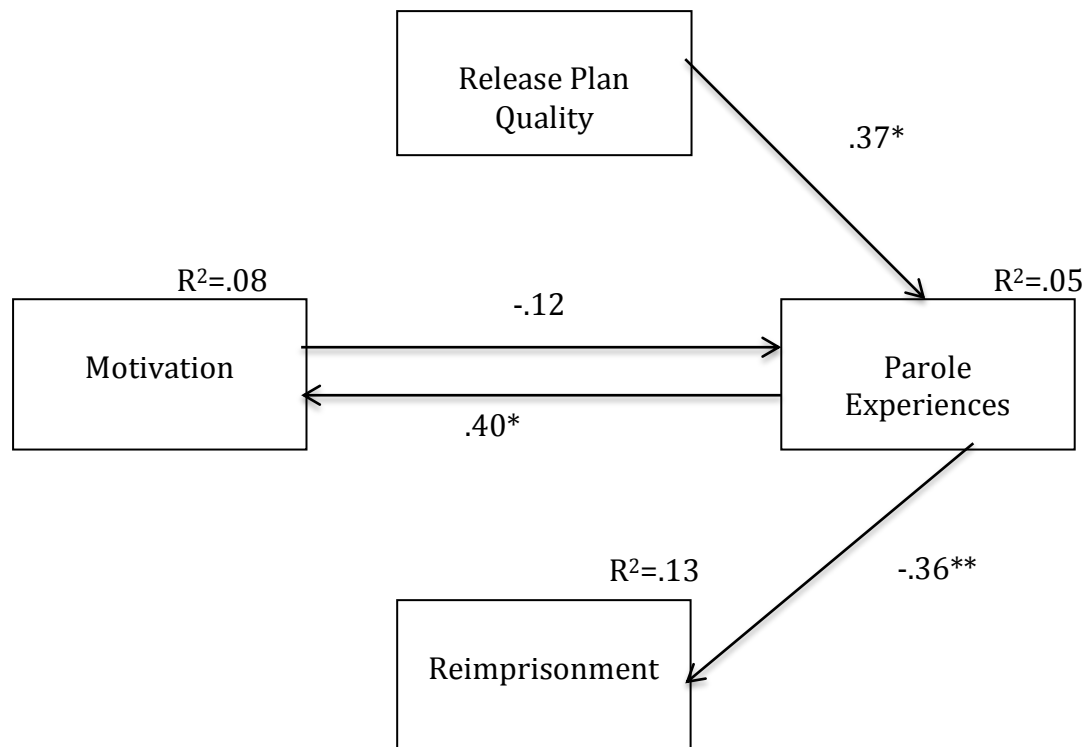 Release Plan
Quality
.37*
R²=.08
R²=.05
-.12
Motivation
Parole
Experiences
.40*
R²=.13
-.36**
Reimprisonment